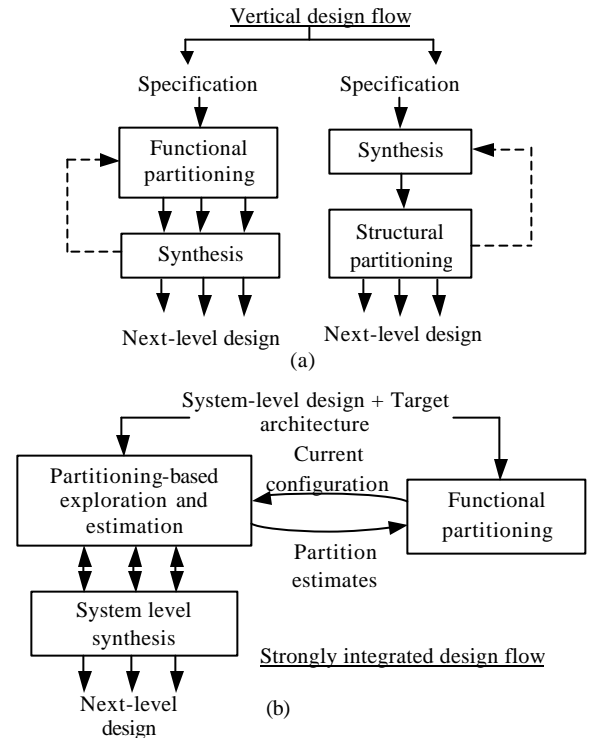 Vertical design flow
Specification
Specification
Functional
partitioning
Synthesis
Synthesis
Structural
partitioning
Next-level design
Next-level design
(a)
System-level design + Target
architecture
Current
configuration
Partitioning-based
exploration and
estimation
Functional
partitioning
Partition
estimates
System level
synthesis
Strongly integrated design flow
Next-level
design
(b)